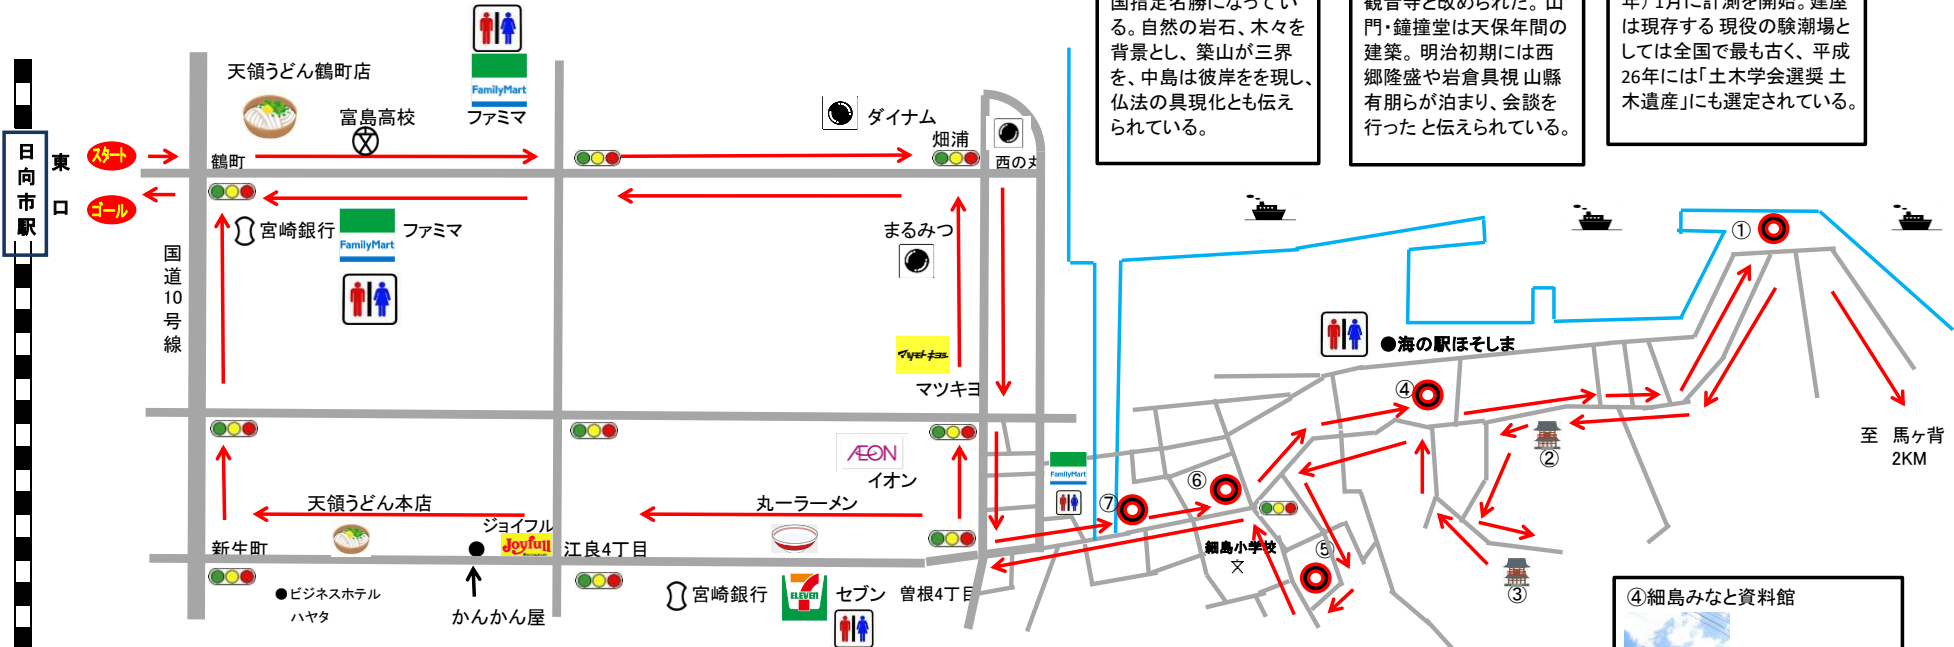 国指定名勝になってい
る。自然の岩石、木々を
背景とし、築山が三界
を、中島は彼岸をを現し、
仏法の具現化とも伝え
られている。
観音寺と改められた。山
門・鐘撞堂は天保年間の
建築。明治初期には西
郷隆盛や岩倉具視 山縣
有朋らが泊まり、会談を
行った と伝えられている。
年) 1月に計測を開始。建屋
は現存する 現役の験潮場と
しては全国で最も古く、平成
26年には「土木学会選奨 土
木遺産」にも選定されている。
天領うどん鶴町店
FamilyMart
ファミマ
富島高校
文
ダイナム
畑浦
西の丸
日向市駅
東口
スタート
ゴール
鶴町
宮崎銀行
FamilyMart
ファミマ
まるみつ
国道10号線
マツモトキヨシ
マツキヨ
①
●海の駅ほそしま
④
②
至 馬ヶ背
2KM
AEON
イオン
FamilyMart
⑥
⑦
天領うどん本店
丸一ラーメン
ジョイフル
Joyfull
新生町
江良4丁目
細島小学校
文
⑤
③
●ビジネスホテル
ハヤタ
かんかん屋
宮崎銀行
ELEVEN
セブン
曽根4丁目
④細島みなと資料館